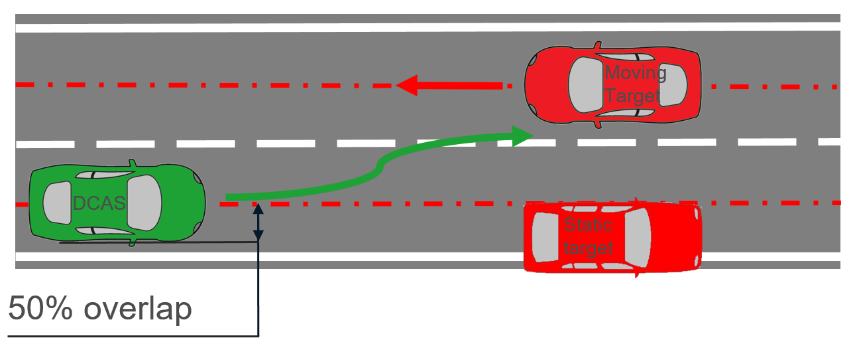 Moving
Target
DCAS
Static
target
50% overlap